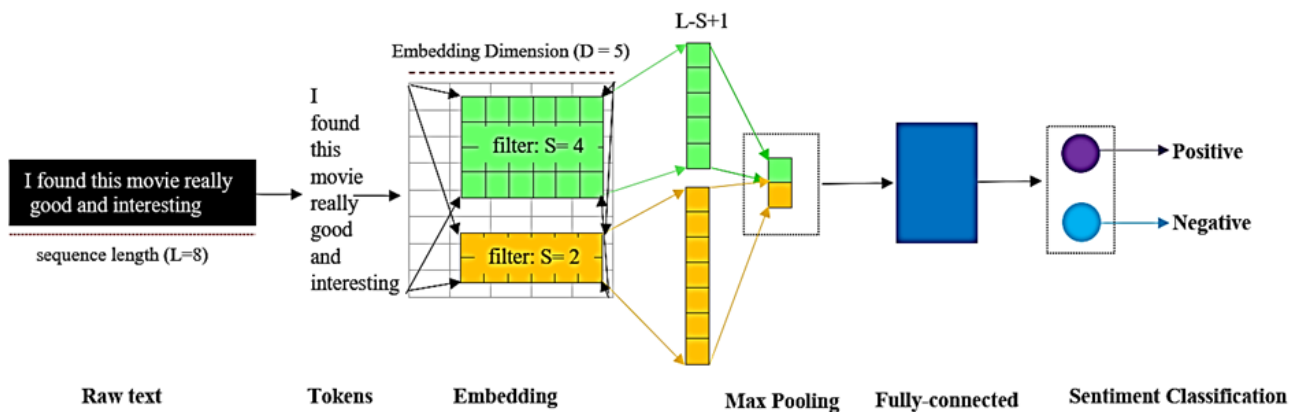 L-S+1
Embedding Dimension (D = 5)
I
found
this
movie
really
good
and
interesting
filter: S= 4
filter: S= 2
I found this movie really
good and interesting
sequence length (L=8)
Positive
Negative
Raw text
Tokens
Embedding
Max Pooling
Fully-connected
Sentiment Classification